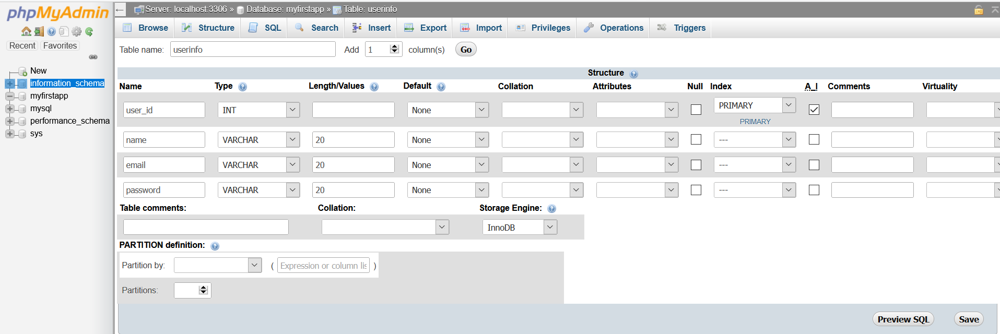 phpMyAdmin
Recent Favorites
New
information_schema
myfirstapp
mysql
performance_schema
sys
← Server: localhost:3306 » Database: myfirstapp » Table: userinfo
Browse Structure SQL Search Insert Export Import Privileges Operations Triggers
Table name: userinfo Add 1 column(s) Go
Structure
Name Type Length/Values Default Collation Attributes Null Index A_I Comments Virtuality
user_id INT None PRIMARY
PRIMARY
name VARCHAR 20 None ---
email VARCHAR 20 None ---
password VARCHAR 20 None ---
Table comments: Collation: Storage Engine:
InnoDB
PARTITION definition:
Partition by: ( Expression or column lis )
Partitions:
Preview SQL Save